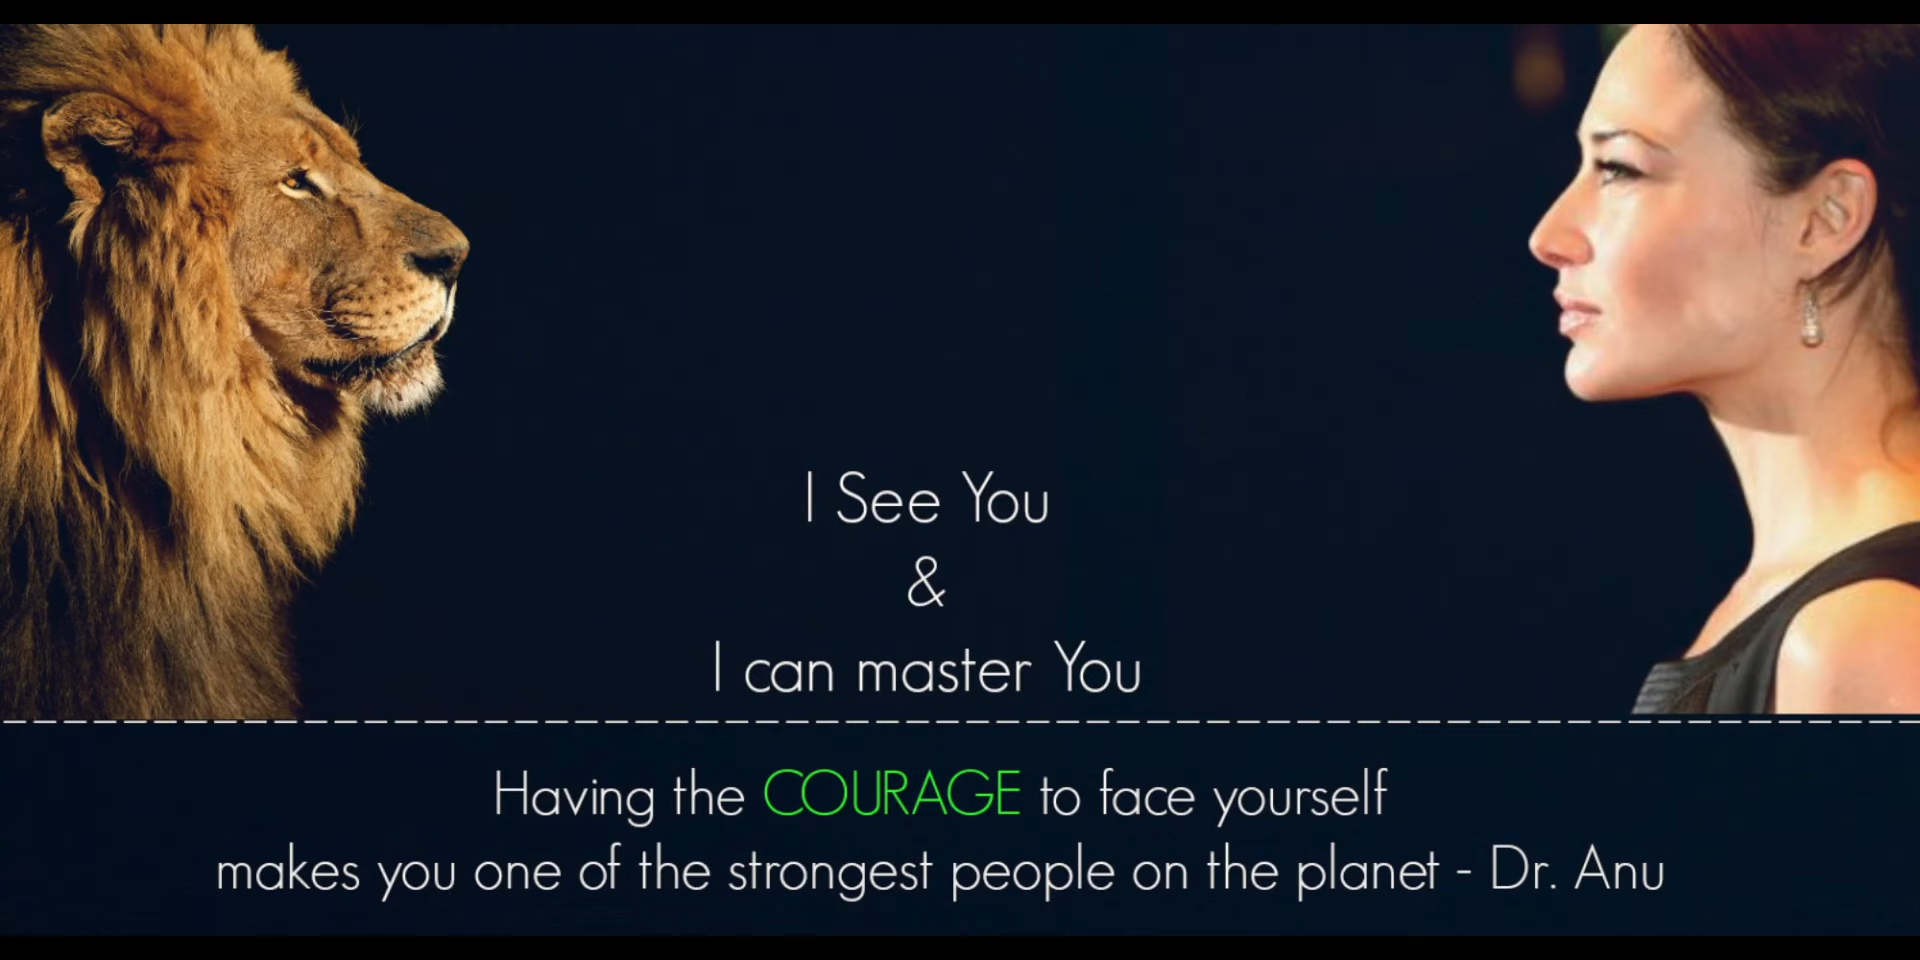 I See You
&
I can master You
Having the COURAGE to face yourself
makes you one of the strongest people on the planet - Dr. Anu